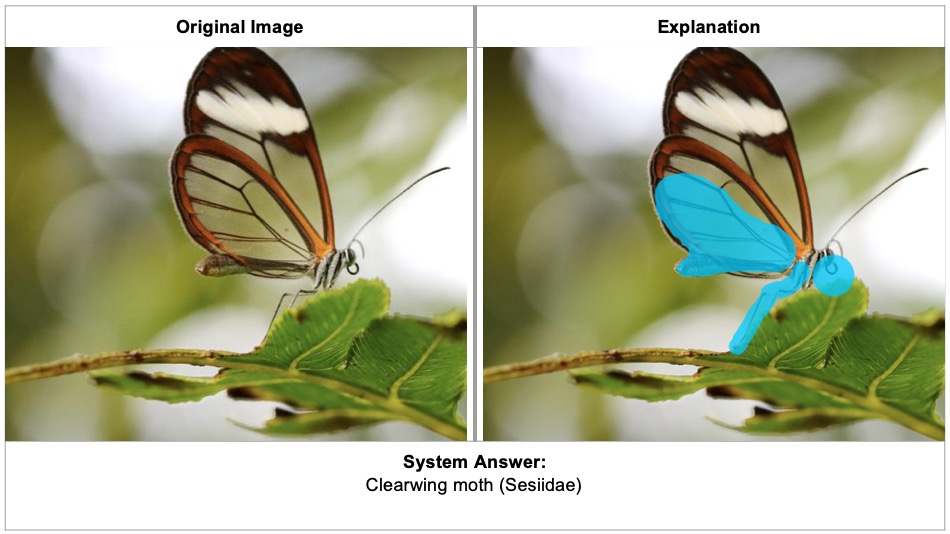 Original Image
Explanation
System Answer:
Clearwing moth (Sesiidae)